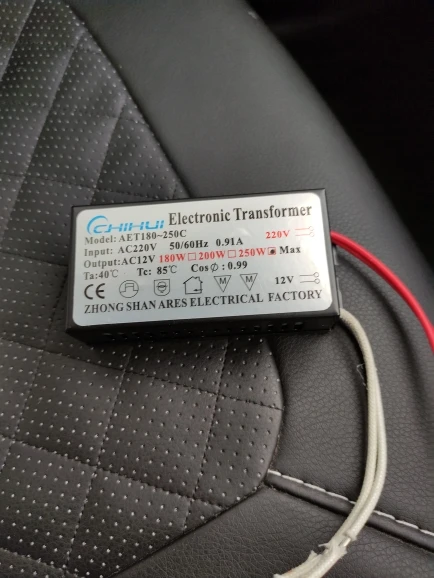 CHIHUI Electronic Transformer
Model: AET180~250C
Input: AC220V 50/60Hz 0.91A 220V
Output:AC12V 180W 200W 250W Max
Ta:40℃ Tc: 85℃ Cosϕ: 0.99
12V
CE M M
ZHONG SHAN ARES ELECTRICAL FACTORY